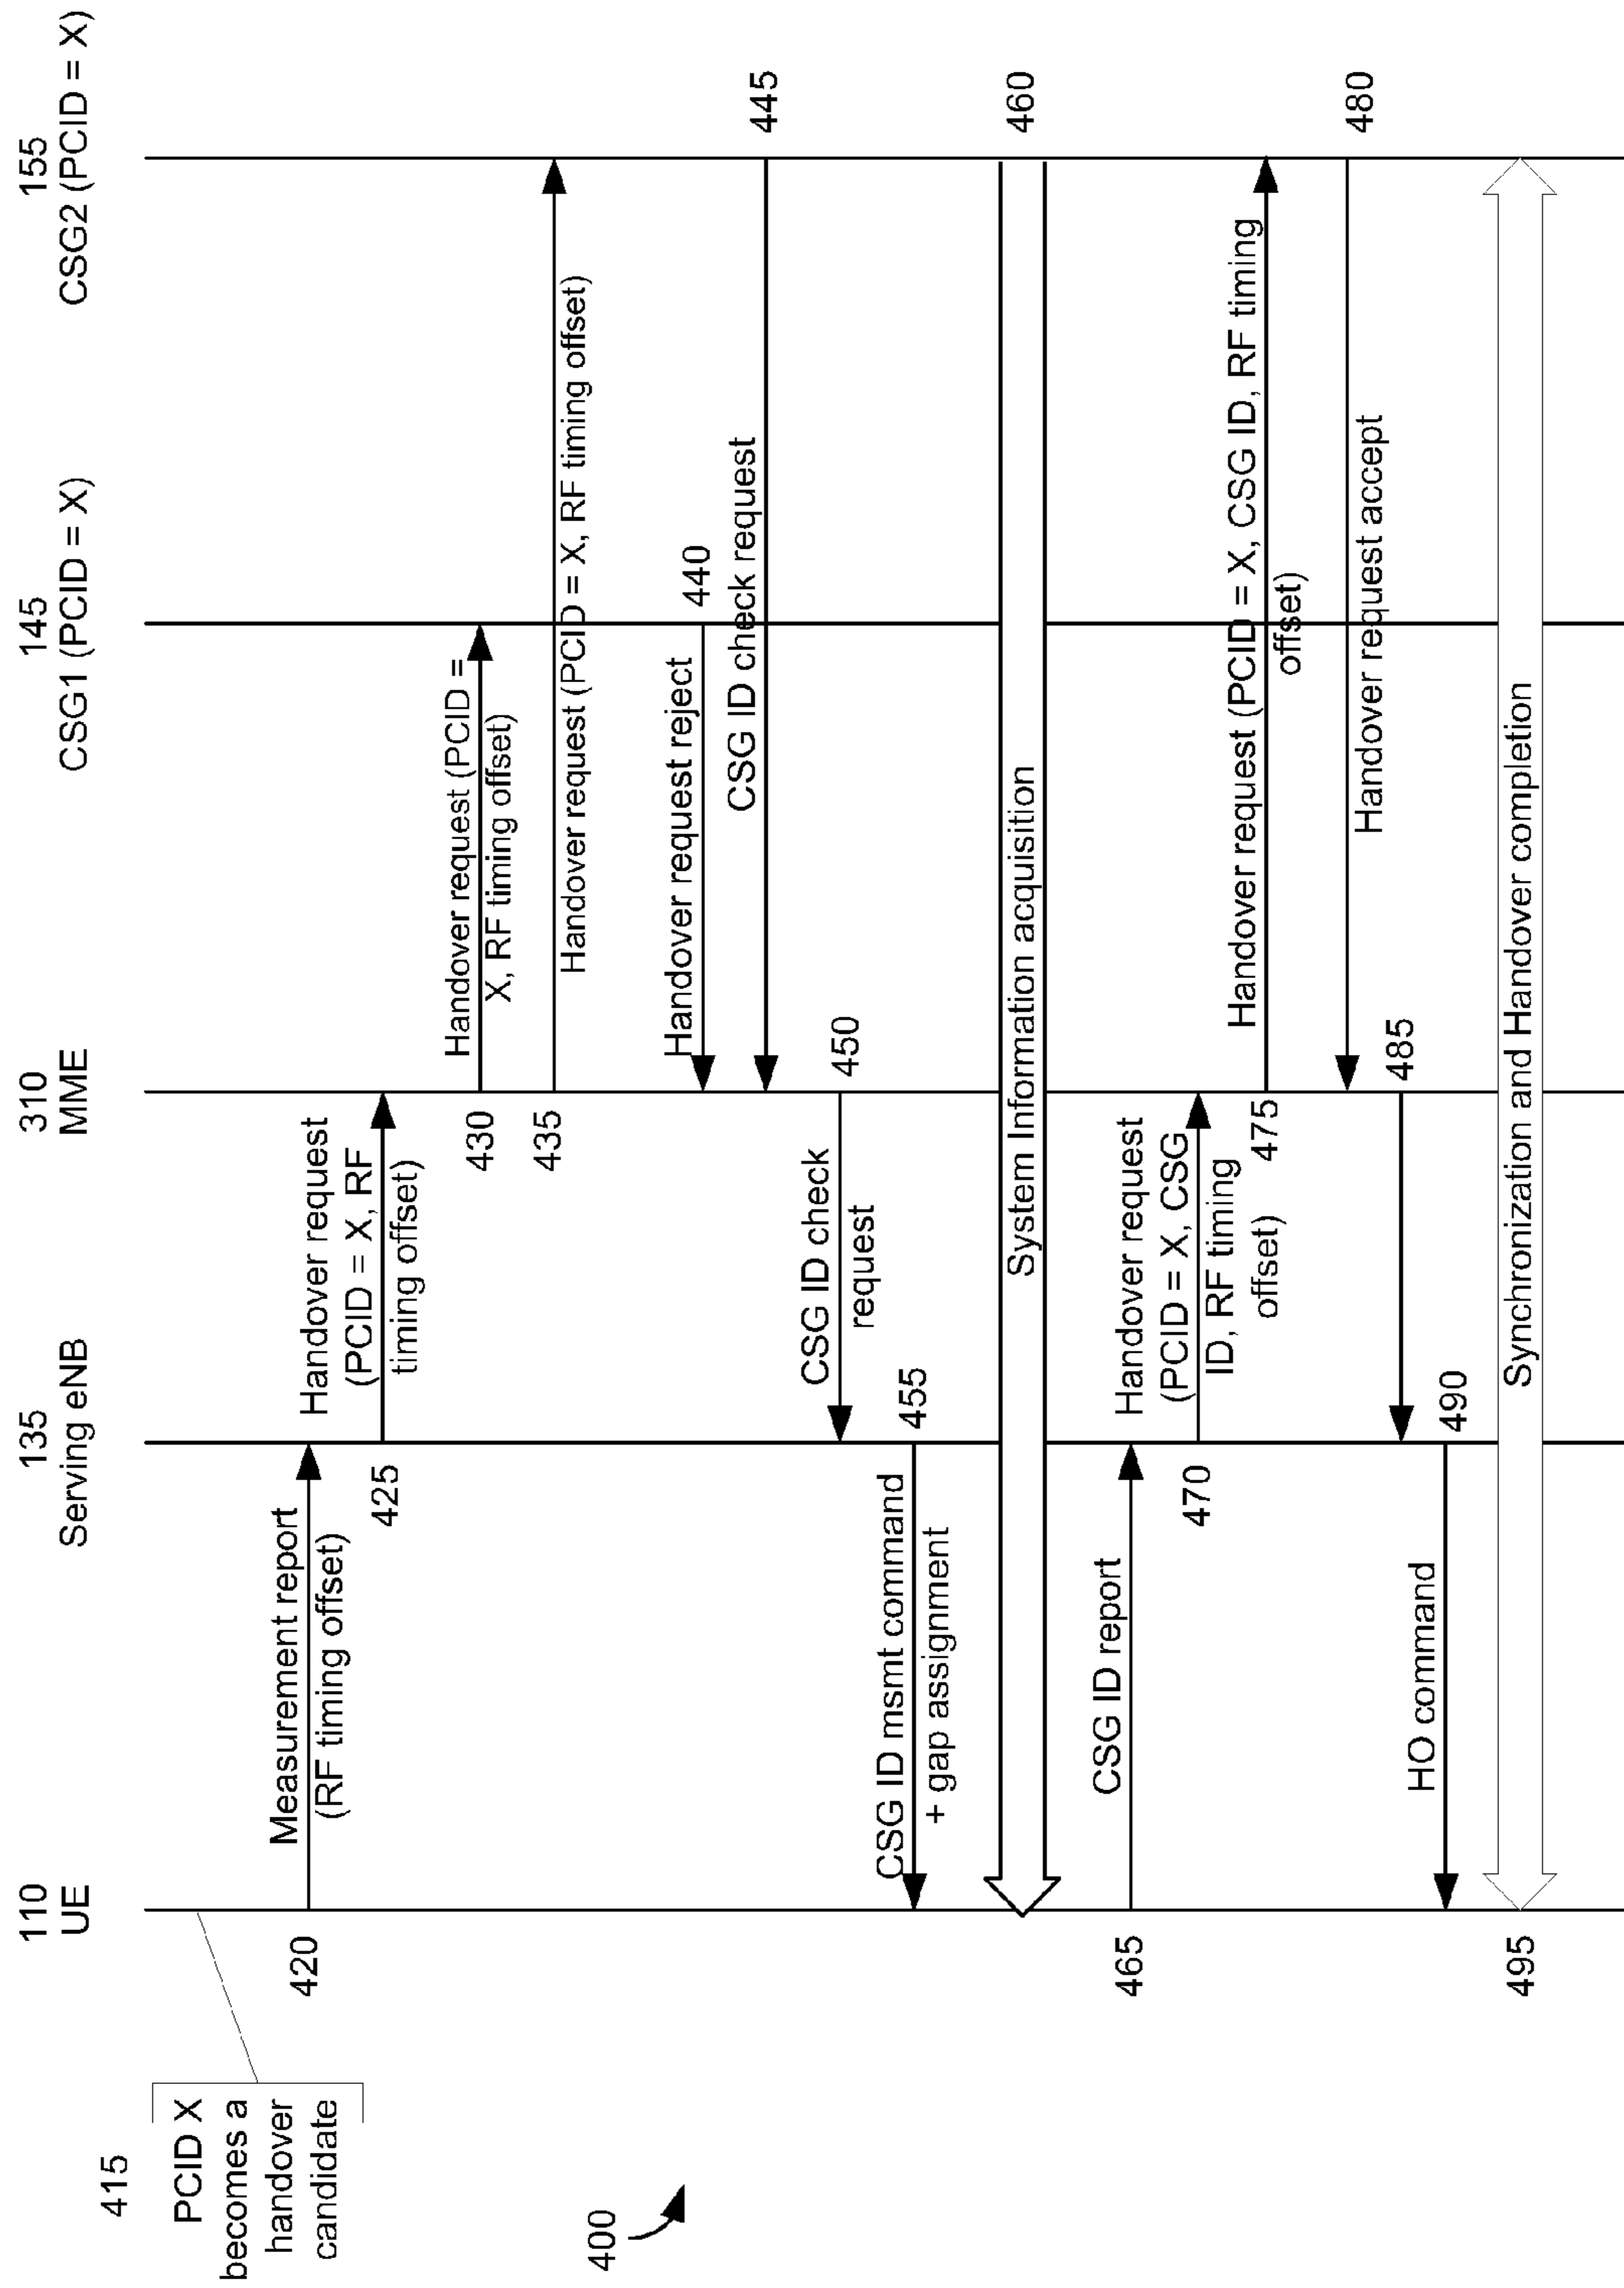 110
UE
135
Serving eNB
310
MME
145
CSG1 (PCID = X)
155
CSG2 (PCID = X)
415
PCID X
becomes a
handover
candidate
400
420
Measurement report
(RF timing offset)
425
Handover request
(PCID = X, RF
timing offset)
430
Handover request (PCID =
X, RF timing offset)
435
Handover request (PCID = X, RF timing offset)
440
Handover request reject
445
CSG ID check request
450
CSG ID check
request
455
CSG ID msmt command
+ gap assignment
460
System Information acquisition
465
CSG ID report
470
Handover request
(PCID = X, CSG
ID, RF timing
offset)
475
Handover request (PCID = X, CSG ID, RF timing
offset)
480
Handover request accept
485
490
HO command
495
Synchronization and Handover completion